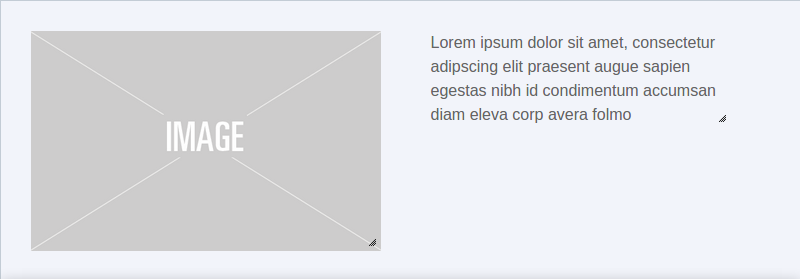 IMAGE
Lorem ipsum dolor sit amet, consectetur
adipscing elit praesent augue sapien
egestas nibh id condimentum accumsan
diam eleva corp avera folmo